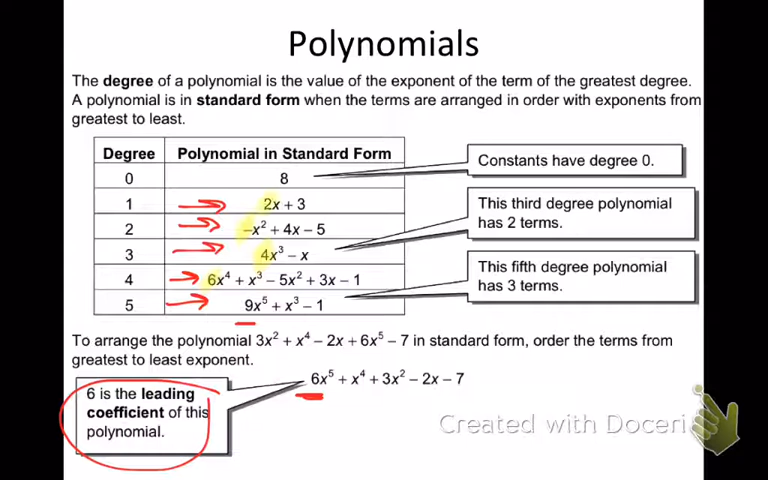 Polynomials
The degree of a polynomial is the value of the exponent of the term of the greatest degree.
A polynomial is in standard form when the terms are arranged in order with exponents from
greatest to least.
Degree Polynomial in Standard Form
0 8
Constants have degree 0.
1 2x + 3
This third degree polynomial
has 2 terms.
2 −x² + 4x − 5
3 4x³ − x
This fifth degree polynomial
has 3 terms.
4 6x⁴ + x³ − 5x² + 3x − 1
5 9x⁵ + x³ − 1
To arrange the polynomial 3x² + x⁴ − 2x + 6x⁵ − 7 in standard form, order the terms from
greatest to least exponent.
6x⁵ + x⁴ + 3x² − 2x − 7
6 is the leading
coefficient of this
polynomial.
Created with Doceri